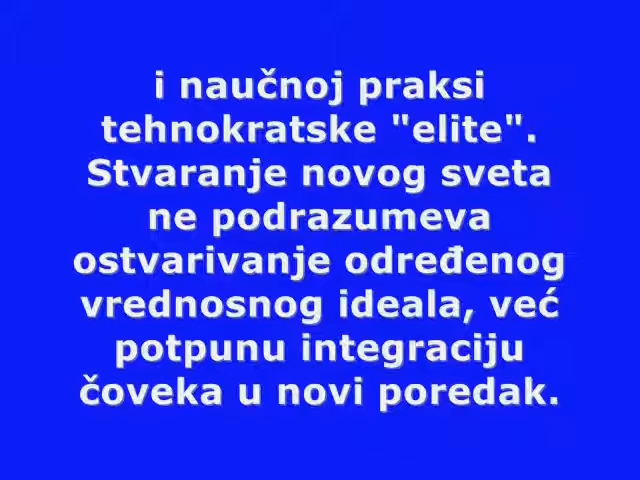 i naučnoj praksi
tehnokratske "elite".
Stvaranje novog sveta
ne podrazumeva
ostvarivanje određenog
vrednosnog ideala, već
potpunu integraciju
čoveka u novi poredak.